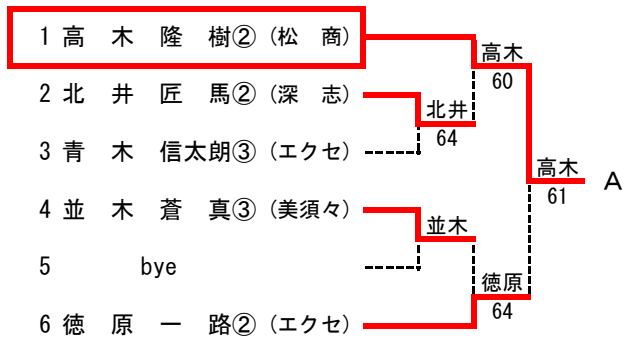 1 高 木 隆 樹② (松 商)
高木
60
2 北 井 匠 馬② (深 志)
北井
64
3 青 木 信太朗③ (エクセ)
高木
61
A
4 並 木 蒼 真③ (美須々)
並木
5 bye
徳原
64
6 徳 原 一 路② (エクセ)